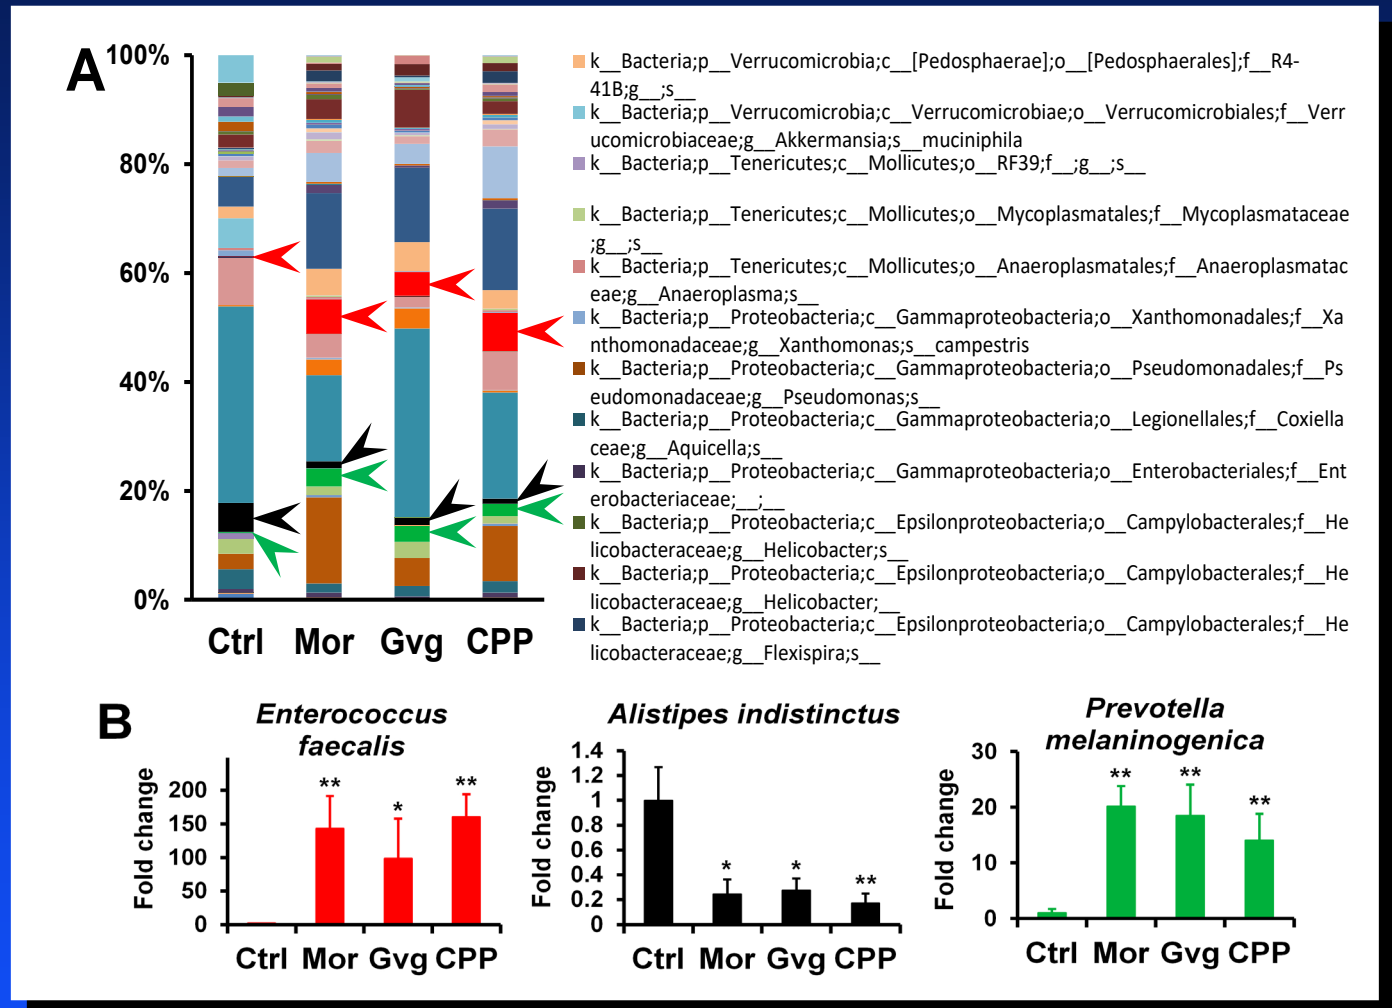 A
100%
80%
60%
40%
20%
0%
Ctrl Mor Gvg CPP
k__Bacteria;p__Verrucomicrobia;c__[Pedosphaerae];o__[Pedosphaerales];f__R4-
41B;g__;s__
k__Bacteria;p__Verrucomicrobia;c__Verrucomicrobiae;o__Verrucomicrobiales;f__Verr
ucomicrobiaceae;g__Akkermansia;s__muciniphila
k__Bacteria;p__Tenericutes;c__Mollicutes;o__RF39;f__;g__;s__
k__Bacteria;p__Tenericutes;c__Mollicutes;o__Mycoplasmatales;f__Mycoplasmataceae
;g__;s__
k__Bacteria;p__Tenericutes;c__Mollicutes;o__Anaeroplasmatales;f__Anaeroplasmatac
eae;g__Anaeroplasma;s__
k__Bacteria;p__Proteobacteria;c__Gammaproteobacteria;o__Xanthomonadales;f__Xa
nthomonadaceae;g__Xanthomonas;s__campestris
k__Bacteria;p__Proteobacteria;c__Gammaproteobacteria;o__Pseudomonadales;f__Ps
eudomonadaceae;g__Pseudomonas;s__
k__Bacteria;p__Proteobacteria;c__Gammaproteobacteria;o__Legionellales;f__Coxiella
ceae;g__Aquicella;s__
k__Bacteria;p__Proteobacteria;c__Gammaproteobacteria;o__Enterobacteriales;f__Ent
erobacteriaceae;__;__
k__Bacteria;p__Proteobacteria;c__Epsilonproteobacteria;o__Campylobacterales;f__He
licobacteraceae;g__Helicobacter;s__
k__Bacteria;p__Proteobacteria;c__Epsilonproteobacteria;o__Campylobacterales;f__He
licobacteraceae;g__Helicobacter;__
k__Bacteria;p__Proteobacteria;c__Epsilonproteobacteria;o__Campylobacterales;f__He
licobacteraceae;g__Flexispira;s__
B
Enterococcus
faecalis
Fold change
200
150
100
50
0
** * **
Ctrl Mor Gvg CPP
Alistipes indistinctus
Fold change
1.4
1.2
1
0.8
0.6
0.4
0.2
0
* * **
Ctrl Mor Gvg CPP
Prevotella
melaninogenica
Fold change
30
20
10
0
** ** **
Ctrl Mor Gvg CPP